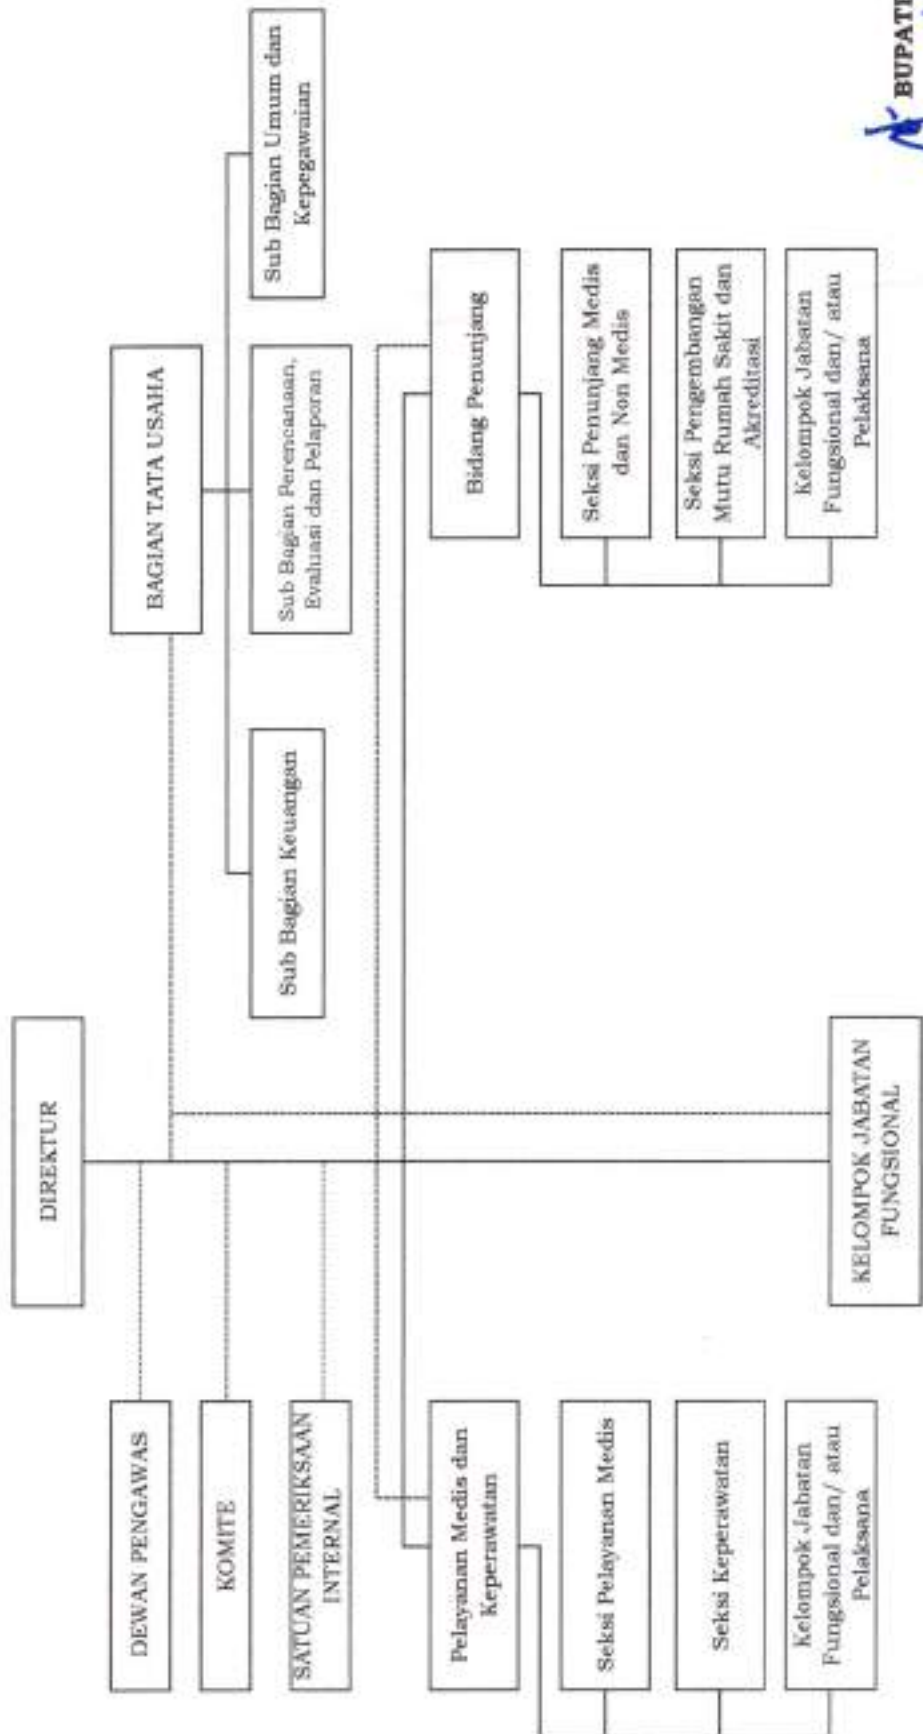 DIREKTUR
DEWAN PENGAWAS
KOMITE
SATUAN PEMERIKSAAN
INTERNAL
BAGIAN TATA USAHA
Sub Bagian Keuangan
Sub Bagian Perencanaan,
Evaluasi dan Pelaporan
Sub Bagian Umum dan
Kepegawaian
Pelayanan Medis dan
Keperawatan
Seksi Pelayanan Medis
Seksi Keperawatan
Kelompok Jabatan
Fungsional dan/ atau
Pelaksana
Bidang Penunjang
Seksi Penunjang Medis
dan Non Medis
Seksi Pengembangan
Mutu Rumah Sakit dan
Akreditasi
Kelompok Jabatan
Fungsional dan/ atau
Pelaksana
KELOMPOK JABATAN
FUNGSIONAL
BUPATI